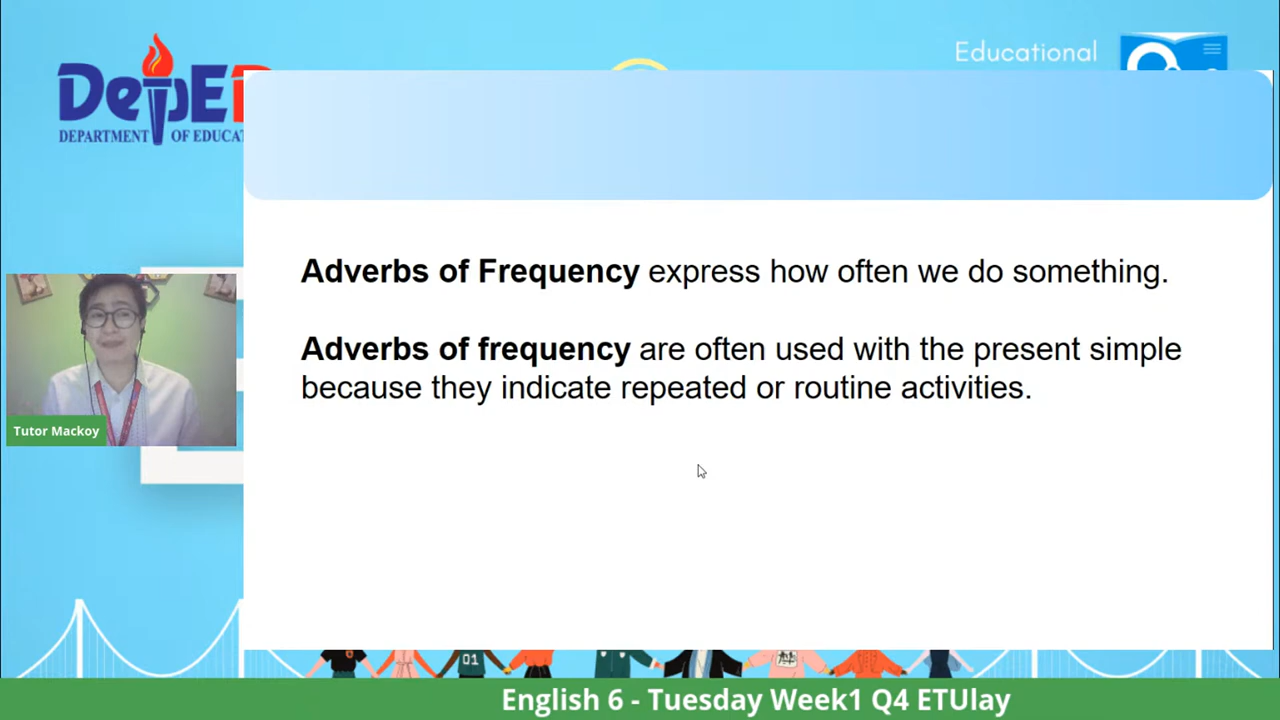 Educational
DepE
DEPARTMENT OF EDUCAT
Adverbs of Frequency express how often we do something.
Adverbs of frequency are often used with the present simple
because they indicate repeated or routine activities.
Tutor Mackoy
01
English 6 - Tuesday Week1 Q4 ETUlay